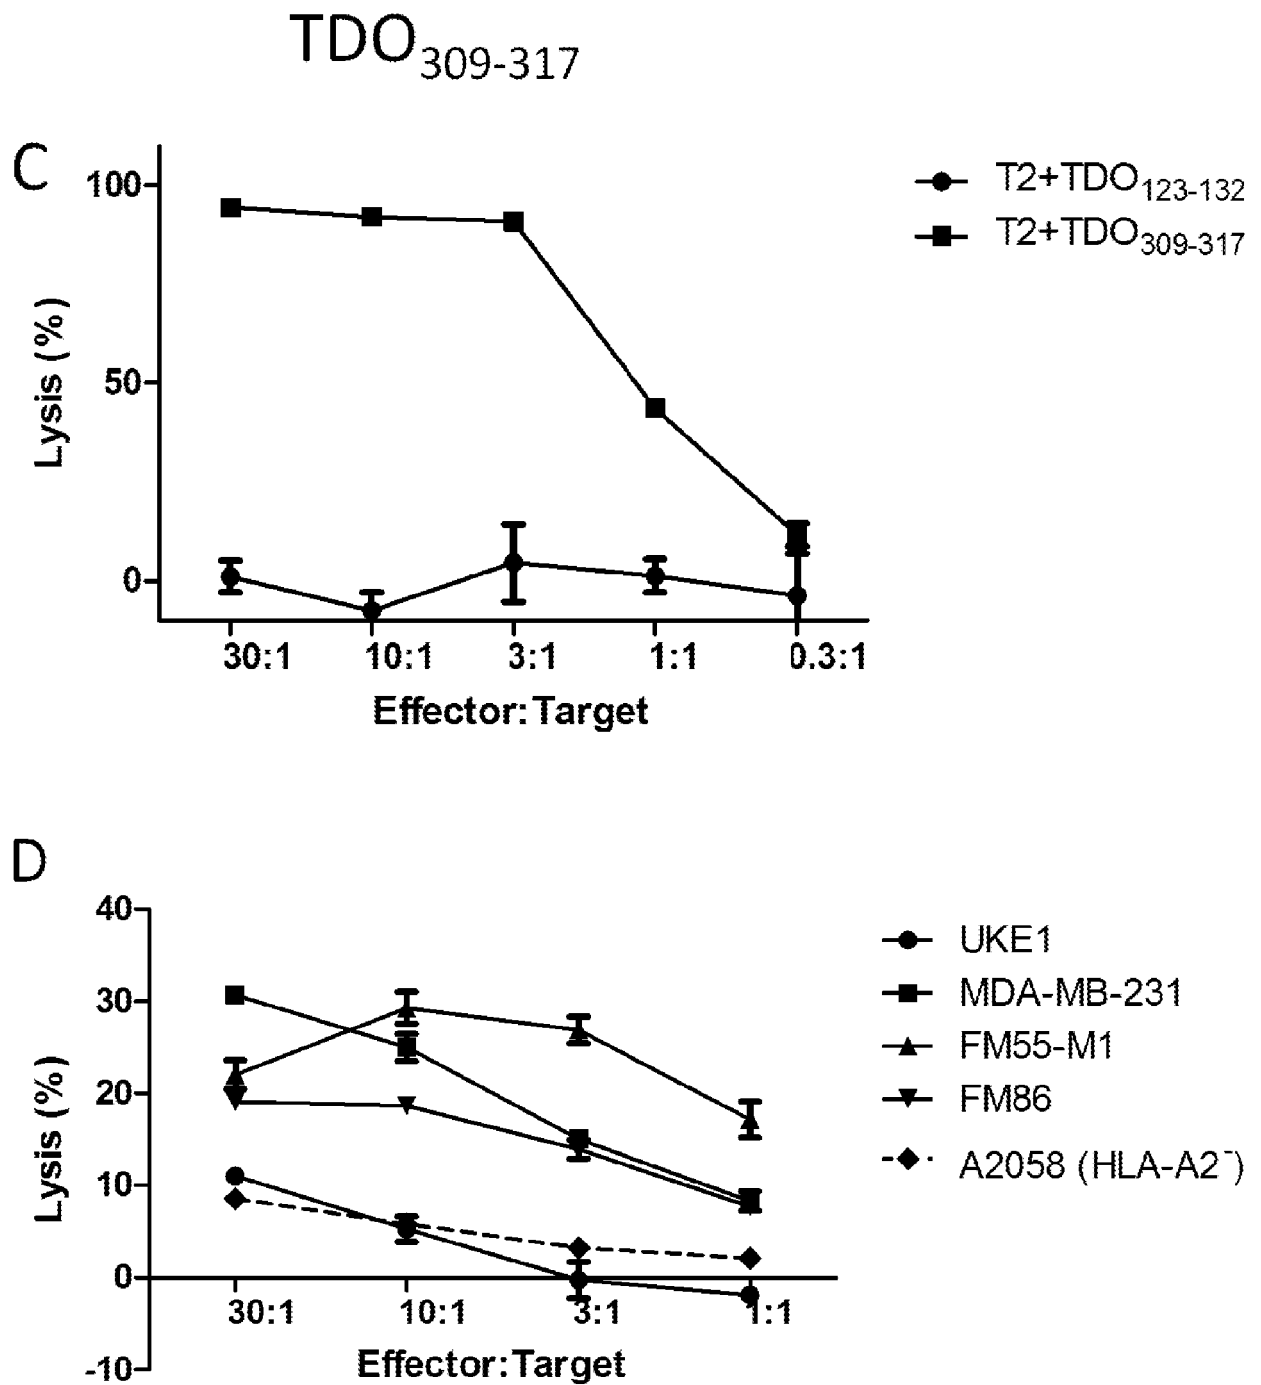 TDO309-317
C
100
50
0
Lysis (%)
30:1 10:1 3:1 1:1 0.3:1
Effector:Target
T2+TDO123-132
T2+TDO309-317
D
40
30
20
10
0
-10
Lysis (%)
30:1 10:1 3:1 1:1
Effector:Target
UKE1
MDA-MB-231
FM55-M1
FM86
A2058 (HLA-A2-)